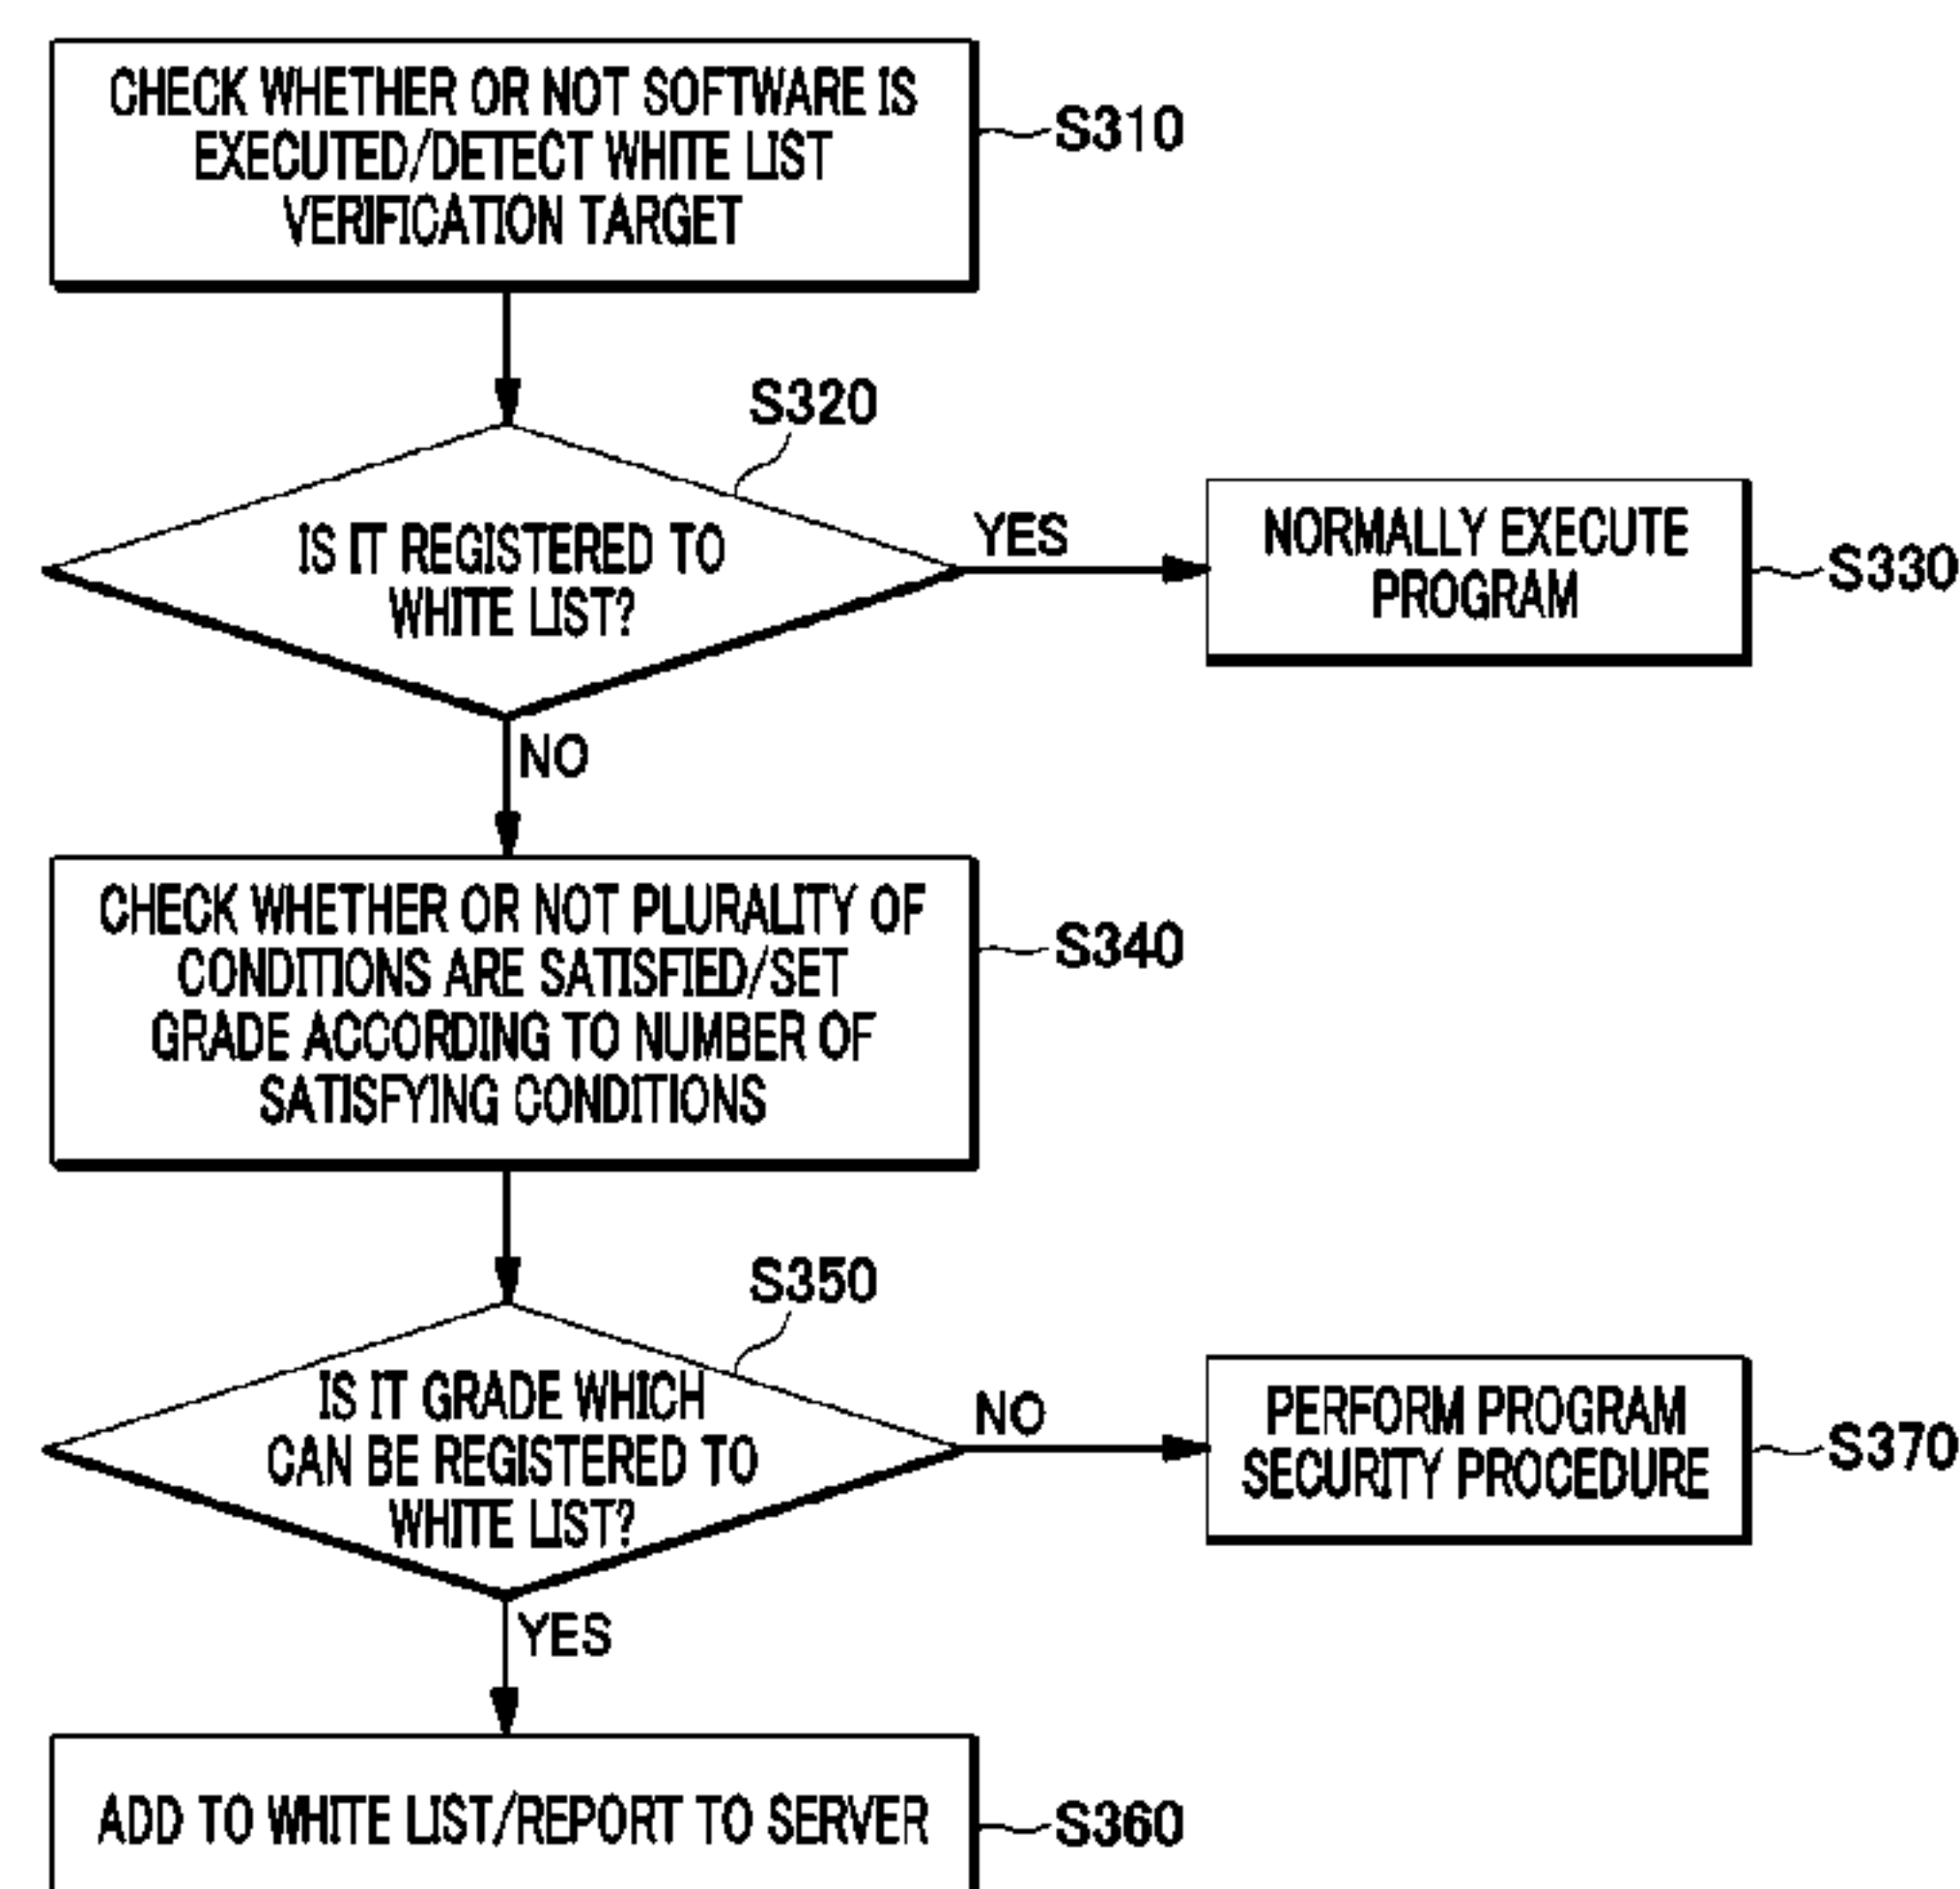 CHECK WHETHER OR NOT SOFTWARE IS
EXECUTED/DETECT WHITE LIST
VERIFICATION TARGET
S310
S320
IS IT REGISTERED TO
WHITE LIST?
YES
NORMALLY EXECUTE
PROGRAM
S330
NO
CHECK WHETHER OR NOT PLURALITY OF
CONDITIONS ARE SATISFIED/SET
GRADE ACCORDING TO NUMBER OF
SATISFYING CONDITIONS
S340
S350
IS IT GRADE WHICH
CAN BE REGISTERED TO
WHITE LIST?
NO
PERFORM PROGRAM
SECURITY PROCEDURE
S370
YES
ADD TO WHITE LIST/REPORT TO SERVER
S360